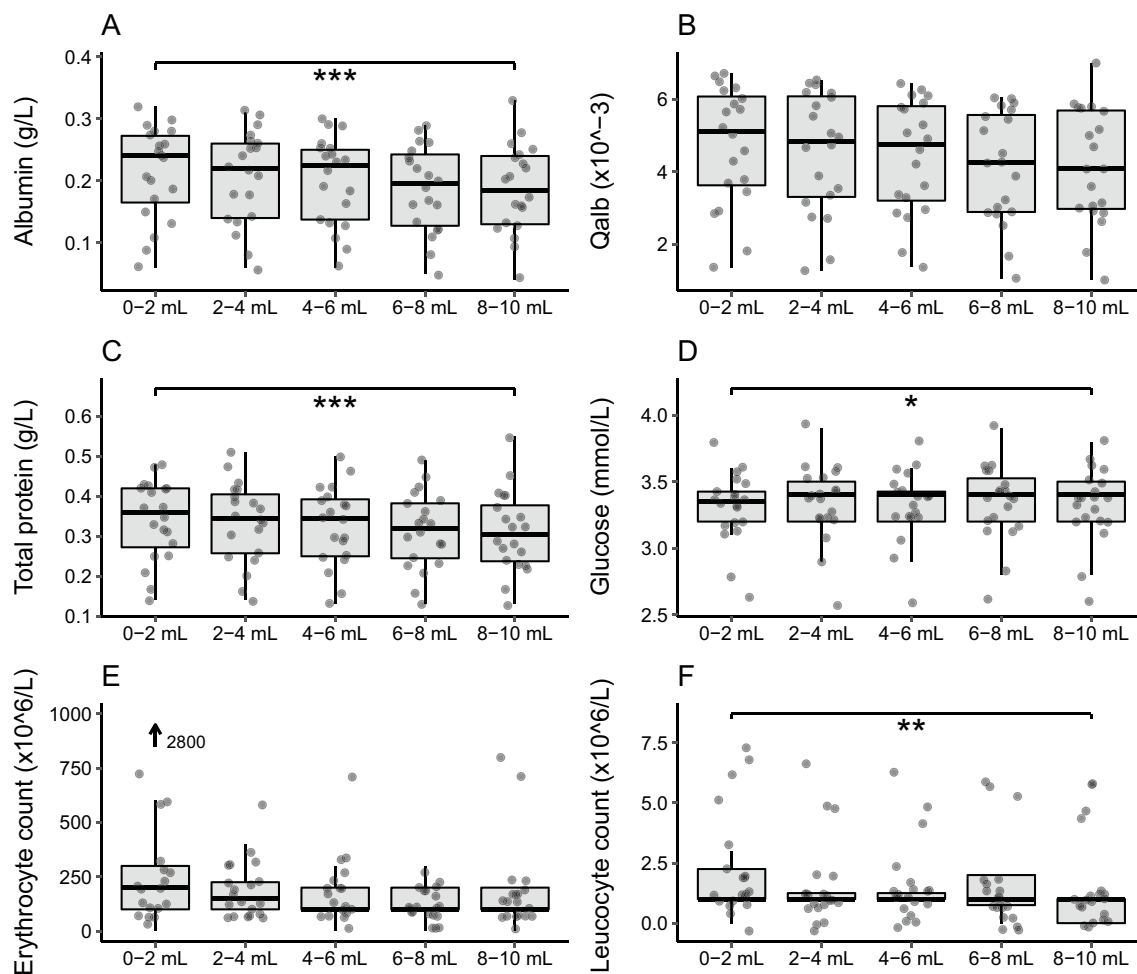 A
Albumin (g/L)
0.4
0.3
0.2
0.1
***
0−2 mL 2−4 mL 4−6 mL 6−8 mL 8−10 mL
B
Qalb (x10^−3)
6
4
2
0−2 mL 2−4 mL 4−6 mL 6−8 mL 8−10 mL
C
Total protein (g/L)
0.6
0.5
0.4
0.3
0.2
0.1
***
0−2 mL 2−4 mL 4−6 mL 6−8 mL 8−10 mL
D
Glucose (mmol/L)
4.0
3.5
3.0
2.5
*
0−2 mL 2−4 mL 4−6 mL 6−8 mL 8−10 mL
E
Erythrocyte count (x10^6/L)
1000
750
500
250
0
2800
0−2 mL 2−4 mL 4−6 mL 6−8 mL 8−10 mL
F
Leucocyte count (x10^6/L)
7.5
5.0
2.5
0.0
**
0−2 mL 2−4 mL 4−6 mL 6−8 mL 8−10 mL